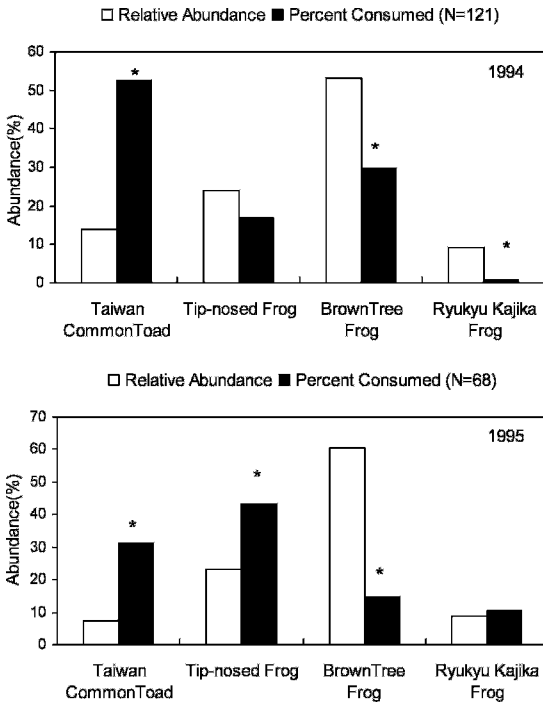 Relative Abundance Percent Consumed (N=121)
1994
Abundance(%)
60
50
40
30
20
10
0
*
*
*
Taiwan CommonToad
Tip-nosed Frog
BrownTree Frog
Ryukyu Kajika Frog
Relative Abundance Percent Consumed (N=68)
1995
Abundance(%)
70
60
50
40
30
20
10
0
*
*
*
Taiwan CommonToad
Tip-nosed Frog
BrownTree Frog
Ryukyu Kajika Frog